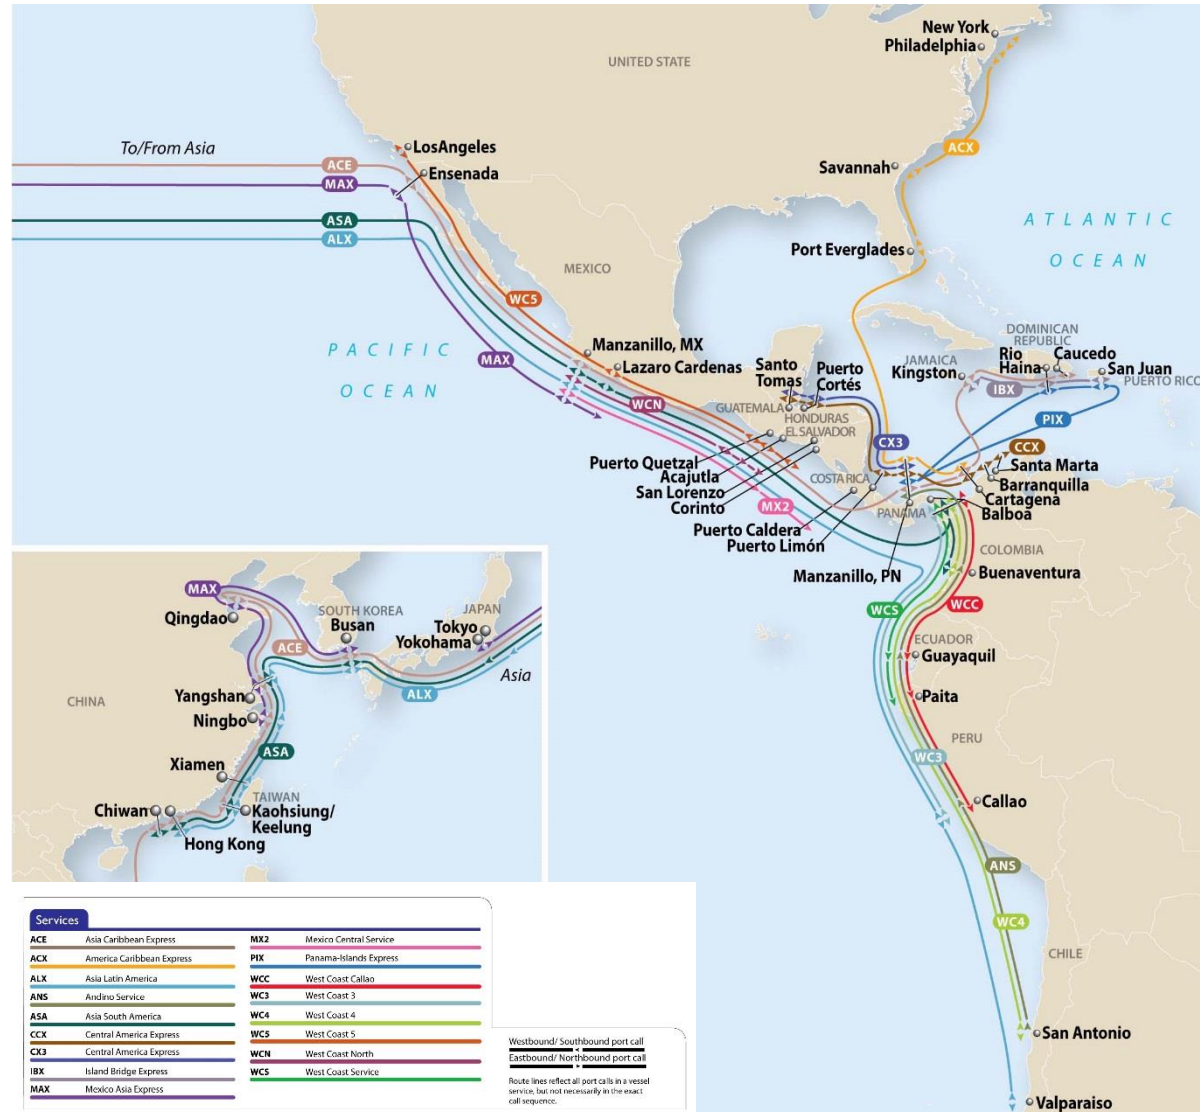 New York
Philadelphia
UNITED STATE
To/From Asia
LosAngeles
ACX
ACE
Ensenada
Savannah
MAX
ASA
ALX
ATLANTIC
OCEAN
Port Everglades
MEXICO
WC5
PACIFIC
OCEAN
MAX
Manzanillo, MX
Lazaro Cardenas
WCN
DOMINICAN
REPUBLIC
JAMAICA
Kingston
Rio
Haina
Caucedo
San Juan
PUERTO RICO
IBX
PIX
Santo
Tomas
Puerto
Cortés
GUATEMALA
HONDURAS
EL SALVADOR
CX3
CCX
Puerto Quetzal
Acajutla
San Lorenzo
Corinto
COSTA RICA
Santa Marta
Barranquilla
Cartagena
Balboa
MX2
PANAMA
Puerto Caldera
Puerto Limón
Manzanillo, PN
COLOMBIA
Buenaventura
WCS
WCC
ECUADOR
Guayaquil
Paita
PERU
WC3
Callao
ANS
WC4
CHILE
San Antonio
Valparaiso
MAX
Qingdao
SOUTH KOREA
Busan
JAPAN
Tokyo
Yokohama
ACE
Asia
ALX
CHINA
Yangshan
Ningbo
ASA
Xiamen
TAIWAN
Chiwan
Kaohsiung/
Keelung
Hong Kong
Services
ACE Asia Caribbean Express
ACX America Caribbean Express
ALX Asia Latin America
ANS Andino Service
ASA Asia South America
CCX Central America Express
CX3 Central America Express
IBX Island Bridge Express
MAX Mexico Asia Express
MX2 Mexico Central Service
PIX Panama-Islands Express
WCC West Coast Callao
WC3 West Coast 3
WC4 West Coast 4
WC5 West Coast 5
WCN West Coast North
WCS West Coast Service
Westbound/ Southbound port call
Eastbound/ Northbound port call
Route lines reflect all port calls in a vessel
service, but not necessarily in the exact
call sequence.